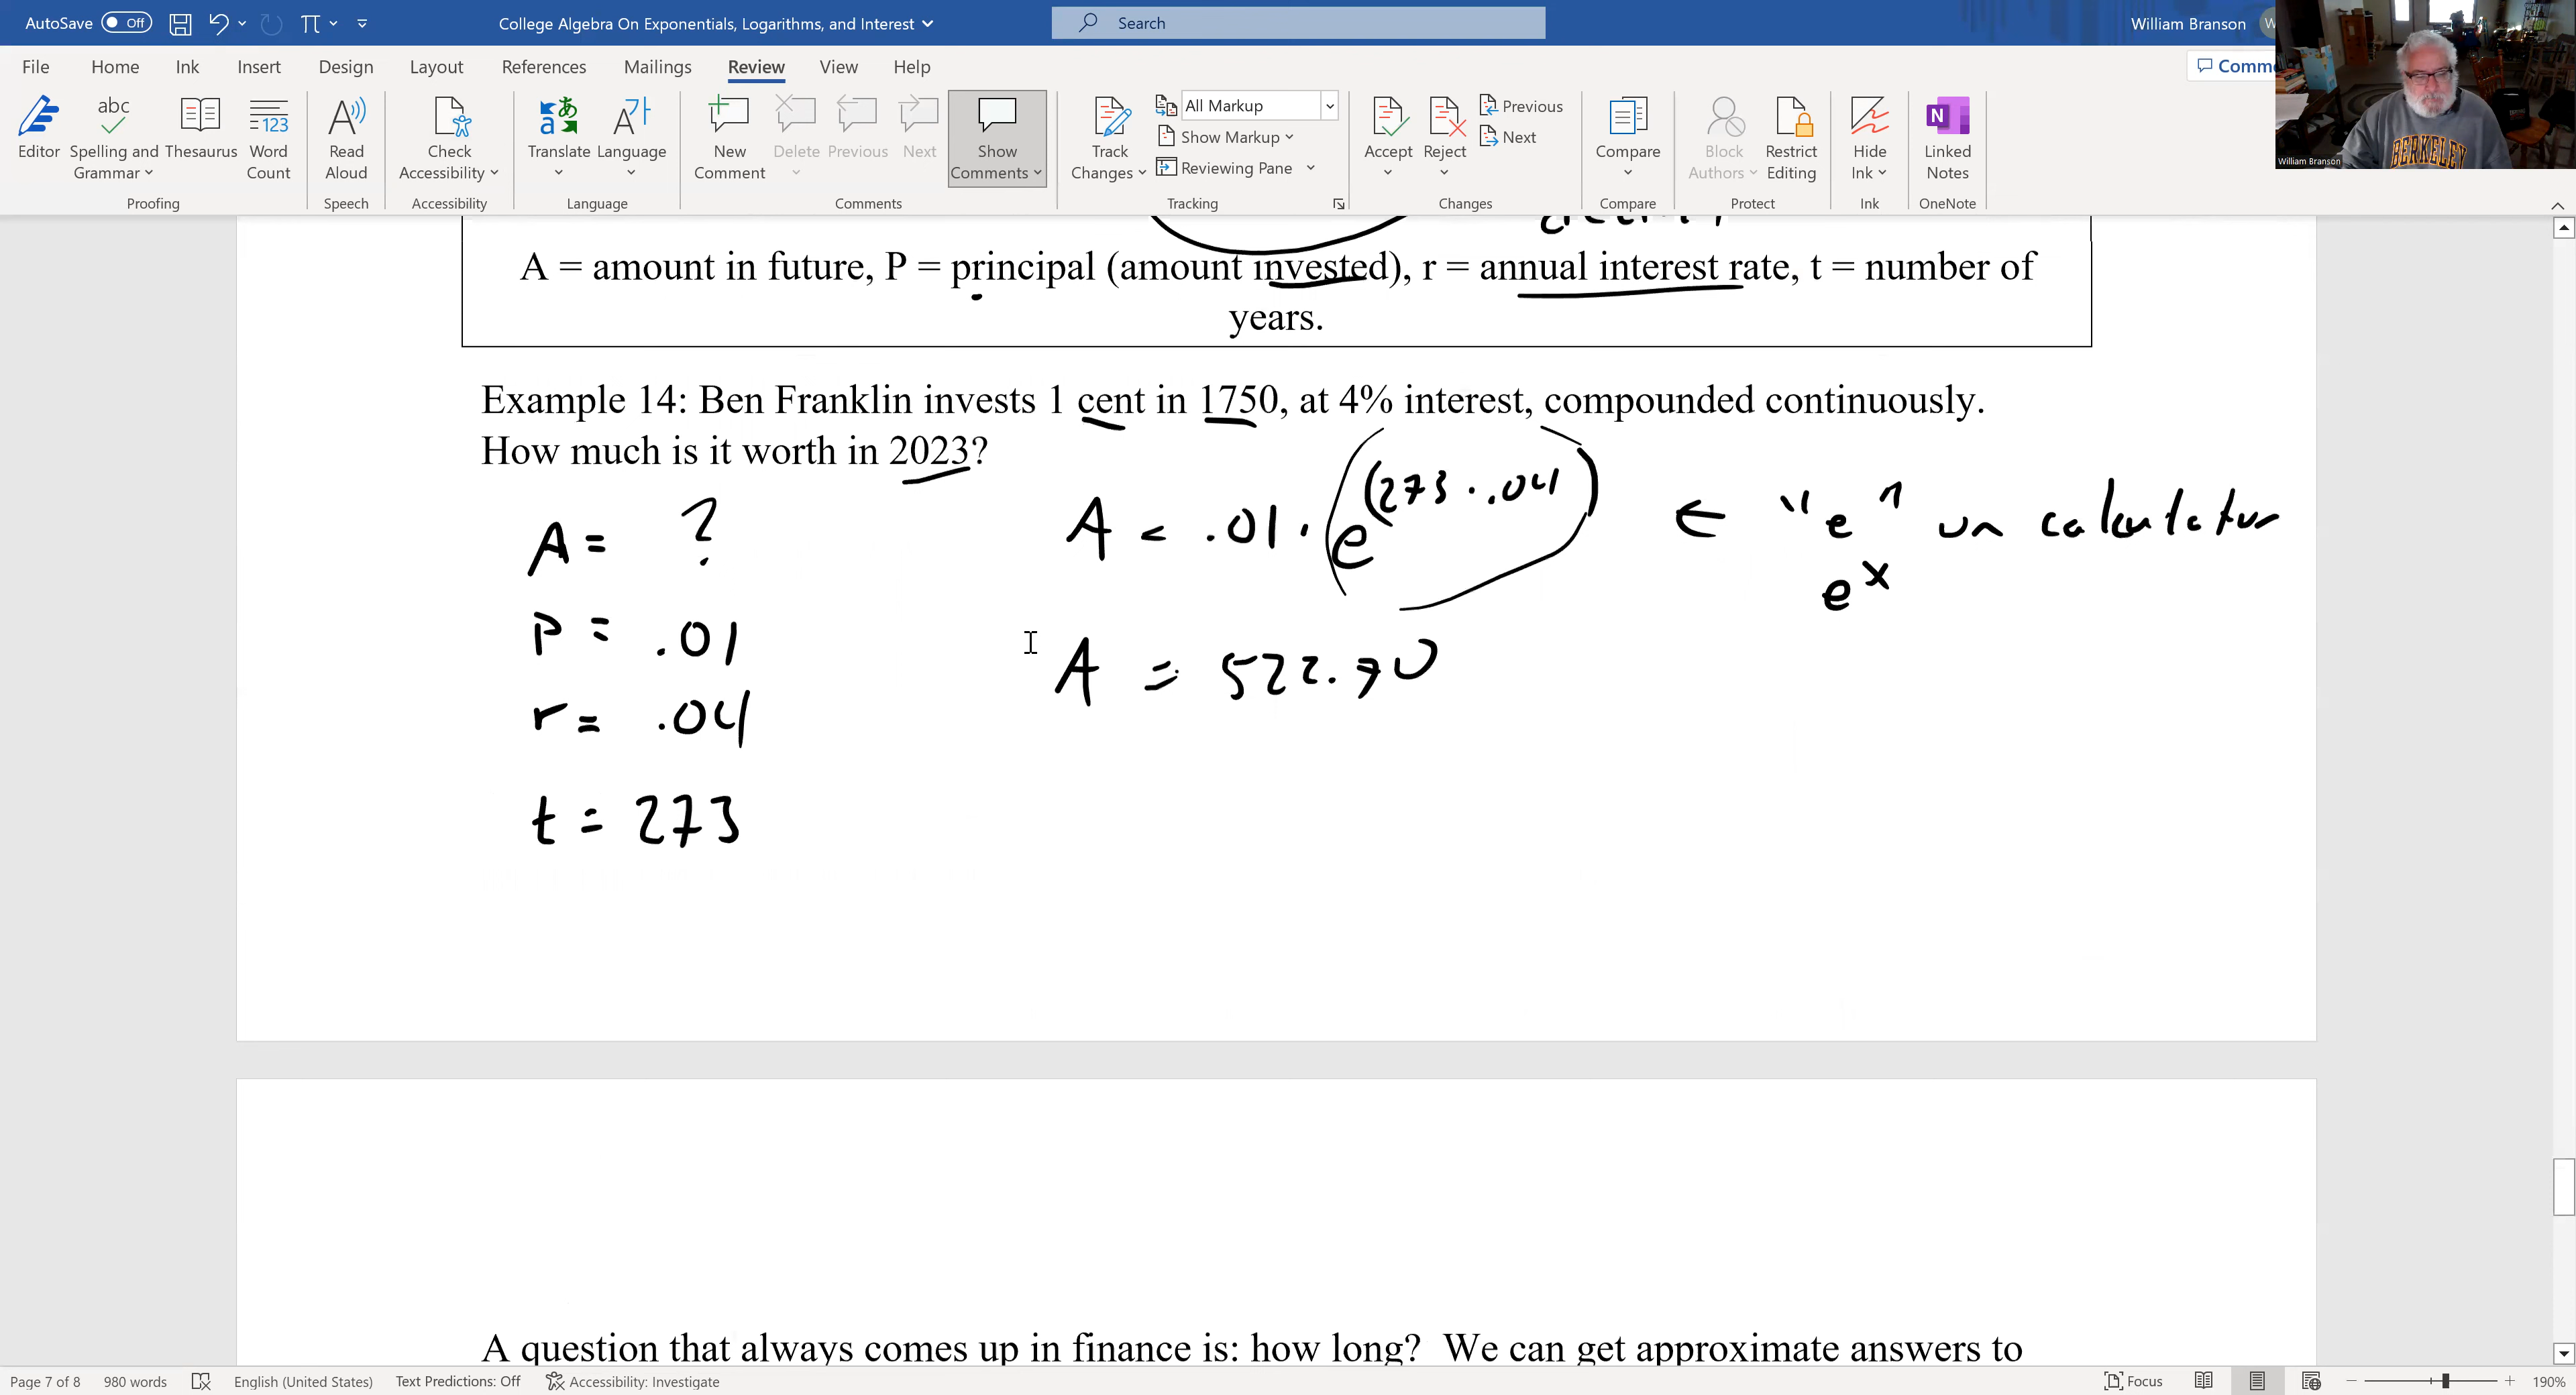 AutoSave Off College Algebra On Exponentials, Logarithms, and Interest Search William Branson W
File Home Ink Insert Design Layout References Mailings Review View Help Comme
Editor
Spelling and Grammar
Thesaurus
Word Count
Proofing
Read Aloud
Speech
Check Accessibility
Accessibility
Translate
Language
Language
New Comment
Delete
Previous
Next
Show Comments
Comments
Track Changes
All Markup
Show Markup
Reviewing Pane
Tracking
Accept
Reject
Previous
Next
Changes
Compare
Compare
Block Authors
Restrict Editing
Protect
Hide Ink
Ink
Linked Notes
OneNote
BERKELEY
William Branson
A = amount in future, P = principal (amount invested), r = annual interest rate, t = number of
years.
Example 14: Ben Franklin invests 1 cent in 1750, at 4% interest, compounded continuously.
How much is it worth in 2023?
A = ?
P = .01
r = .04
t = 273
A = .01 · e^(273 · .04) ← "e" on calculator
e^x
A = 522.70
A question that always comes up in finance is: how long? We can get approximate answers to
Page 7 of 8 980 words English (United States) Text Predictions: Off Accessibility: Investigate Focus 190%